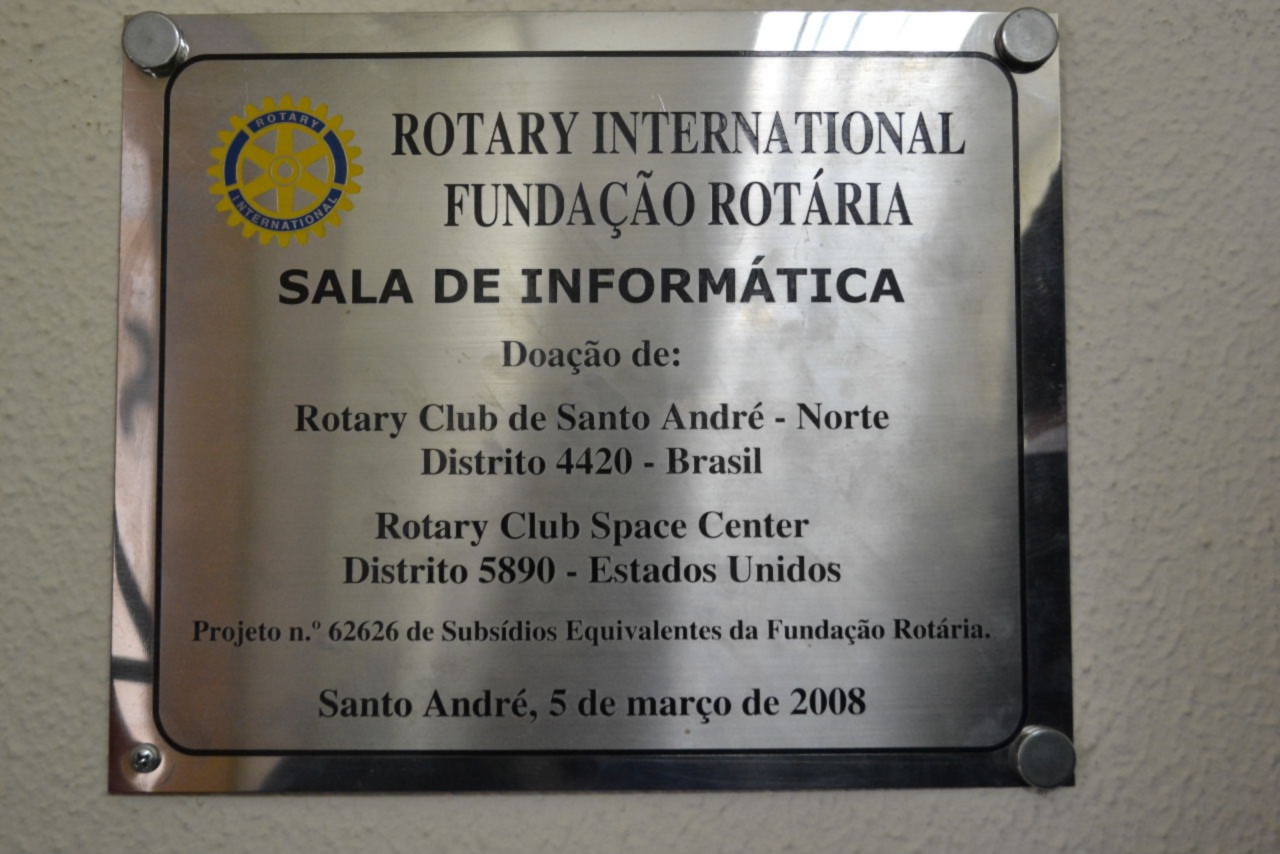 ROTARY
INTERNATIONAL
ROTARY INTERNATIONAL
FUNDAÇÃO ROTÁRIA
SALA DE INFORMÁTICA
Doação de:
Rotary Club de Santo André - Norte
Distrito 4420 - Brasil
Rotary Club Space Center
Distrito 5890 - Estados Unidos
Projeto n.º 62626 de Subsídios Equivalentes da Fundação Rotária.
Santo André, 5 de março de 2008